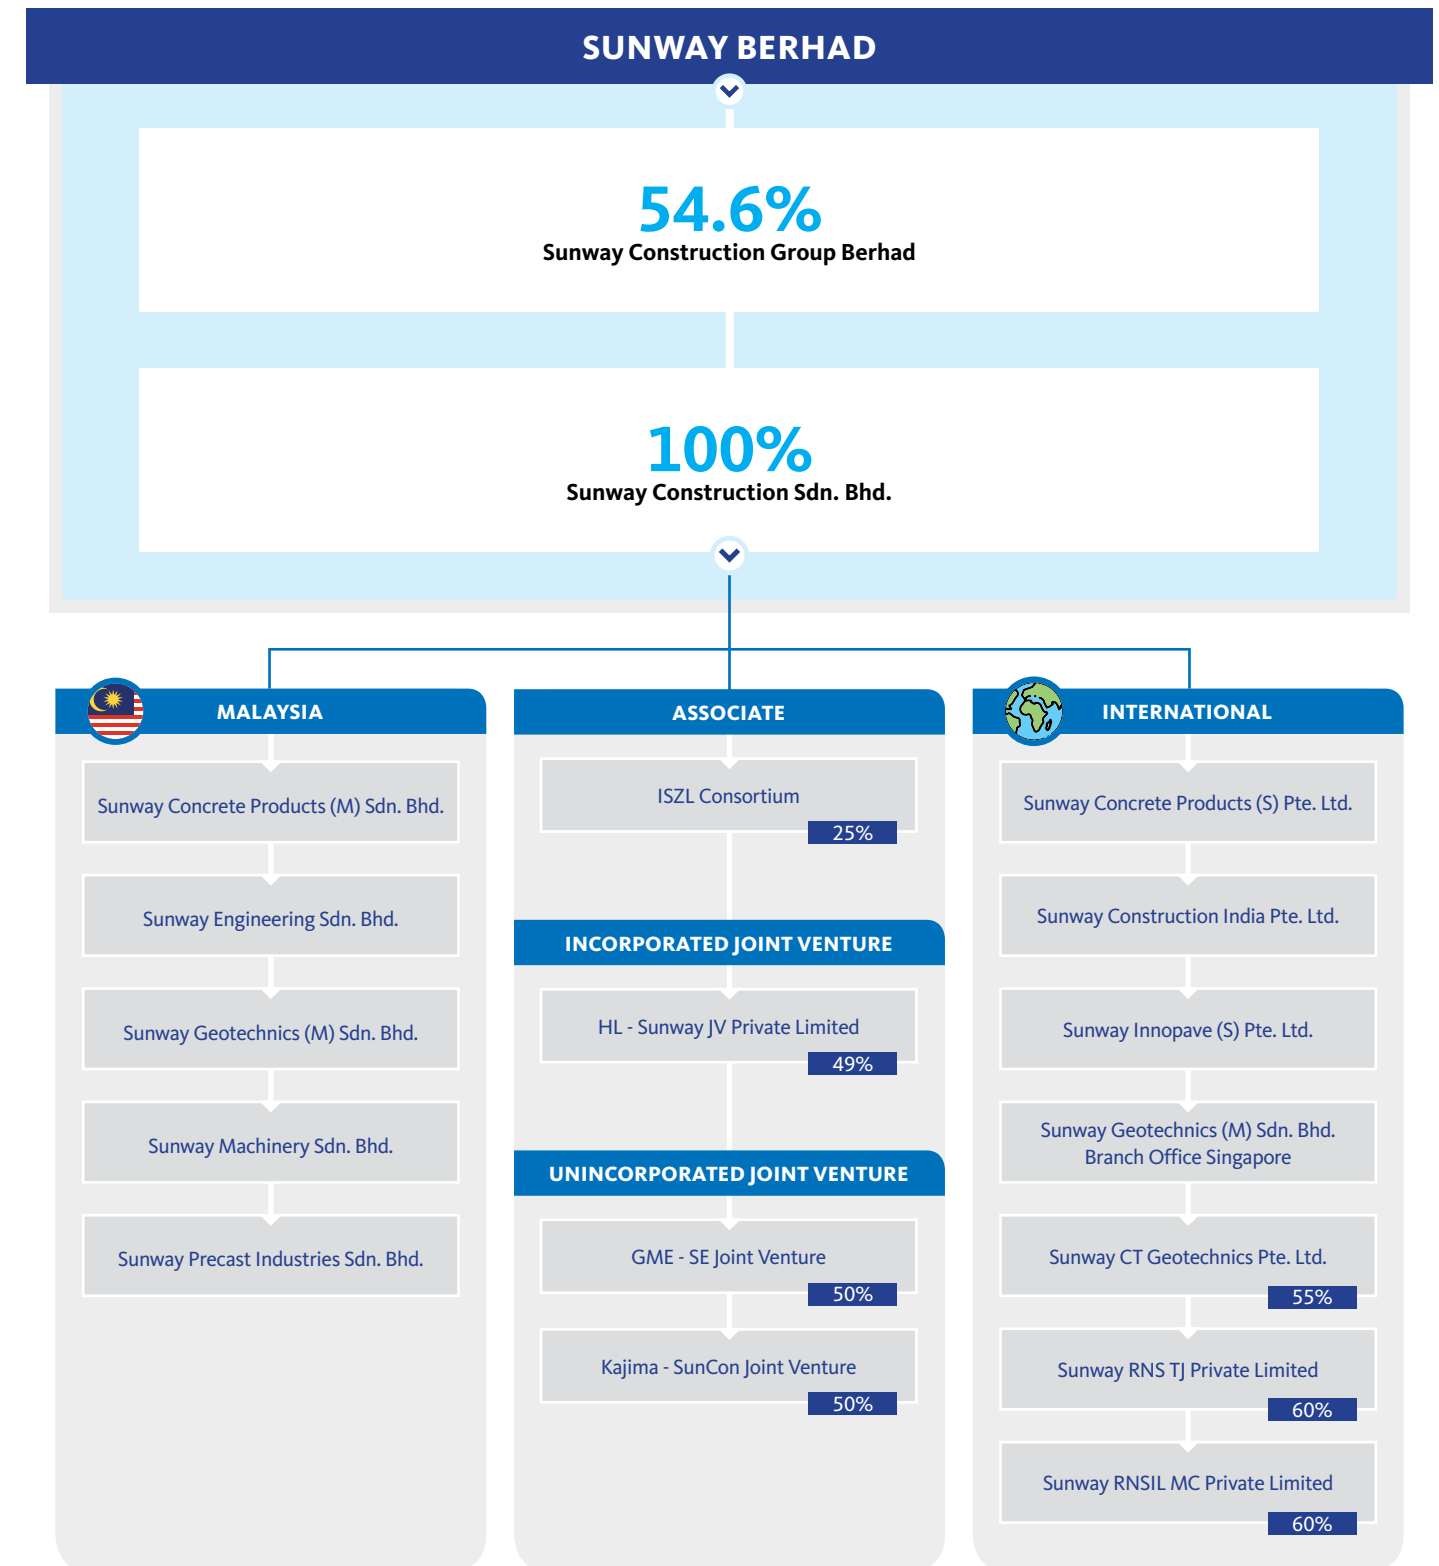 SUNWAY BERHAD
54.6%
Sunway Construction Group Berhad
100%
Sunway Construction Sdn. Bhd.
MALAYSIA
Sunway Concrete Products (M) Sdn. Bhd.
Sunway Engineering Sdn. Bhd.
Sunway Geotechnics (M) Sdn. Bhd.
Sunway Machinery Sdn. Bhd.
Sunway Precast Industries Sdn. Bhd.
ASSOCIATE
ISZL Consortium
25%
INCORPORATED JOINT VENTURE
HL - Sunway JV Private Limited
49%
UNINCORPORATED JOINT VENTURE
GME - SE Joint Venture
50%
Kajima - SunCon Joint Venture
50%
INTERNATIONAL
Sunway Concrete Products (S) Pte. Ltd.
Sunway Construction India Pte. Ltd.
Sunway Innopave (S) Pte. Ltd.
Sunway Geotechnics (M) Sdn. Bhd.
Branch Office Singapore
Sunway CT Geotechnics Pte. Ltd.
55%
Sunway RNS TJ Private Limited
60%
Sunway RNSIL MC Private Limited
60%